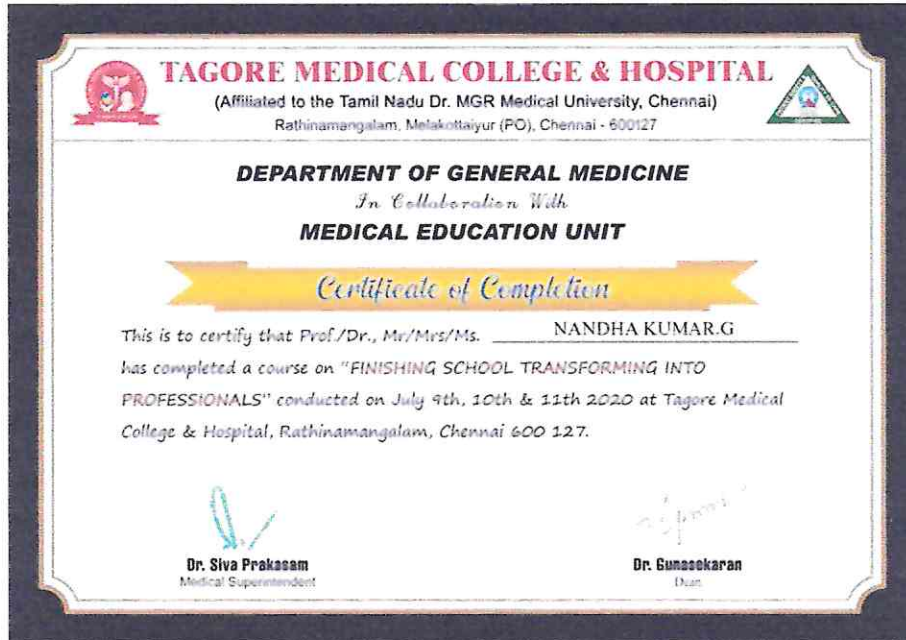 TAGORE MEDICAL COLLEGE & HOSPITAL
(Affiliated to the Tamil Nadu Dr. MGR Medical University, Chennai)
Rathinamangalam, Melakottaiyur (PO), Chennai - 600127
DEPARTMENT OF GENERAL MEDICINE
In Collaboration With
MEDICAL EDUCATION UNIT
Certificate of Completion
This is to certify that Prof./Dr., Mr/Mrs/Ms. NANDHA KUMAR.G
has completed a course on "FINISHING SCHOOL TRANSFORMING INTO
PROFESSIONALS" conducted on July 9th, 10th & 11th 2020 at Tagore Medical
College & Hospital, Rathinamangalam, Chennai 600 127.
Dr. Siva Prakasam
Medical Superintendent
Dr. Gunasekaran
Dean